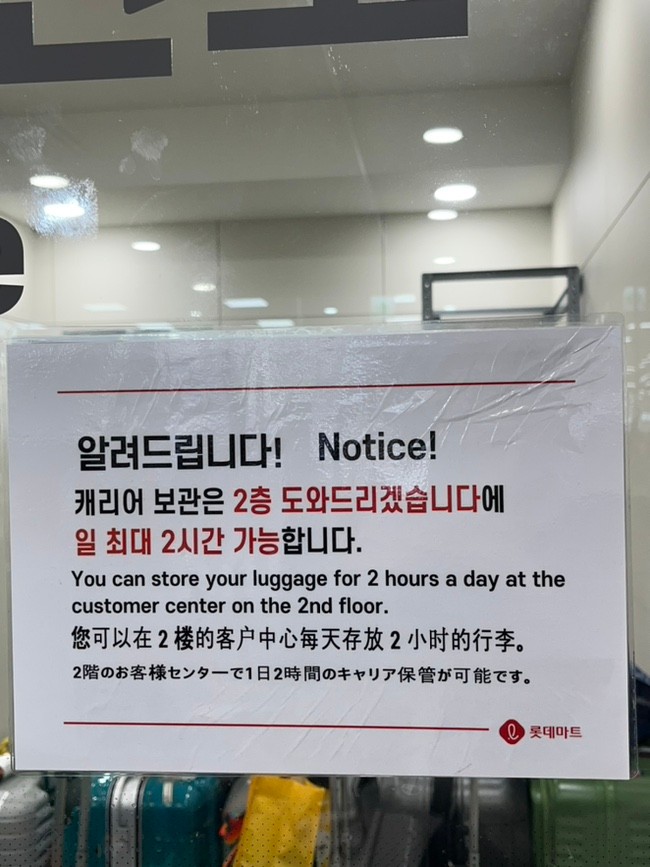 e
알려드립니다! Notice!
캐리어 보관은 2층 도와드리겠습니다에
일 최대 2시간 가능합니다.
You can store your luggage for 2 hours a day at the
customer center on the 2nd floor.
您可以在 2 楼的客户中心每天存放 2 小时的行李。
2階のお客様センターで1日2時間のキャリア保管が可能です。
롯데마트